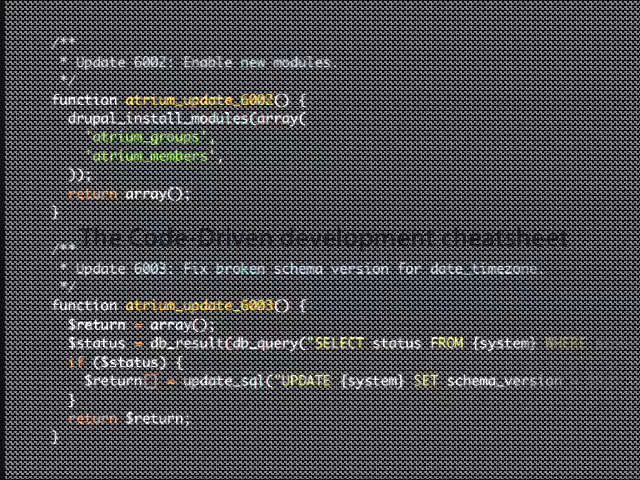 /**
 * Update 6002: Enable new modules.
 */
function atrium_update_6002() {
  drupal_install_modules(array(
    'atrium_groups',
    'atrium_members',
  ));
  return array();
}
The Code-Driven development cheatsheet
/**
 * Update 6003: Fix broken schema version for date_timezone.
 */
function atrium_update_6003() {
  $return = array();
  $status = db_result(db_query("SELECT status FROM {system} WHERE
  if ($status) {
    $return[] = update_sql("UPDATE {system} SET schema_version
  }
  return $return;
}